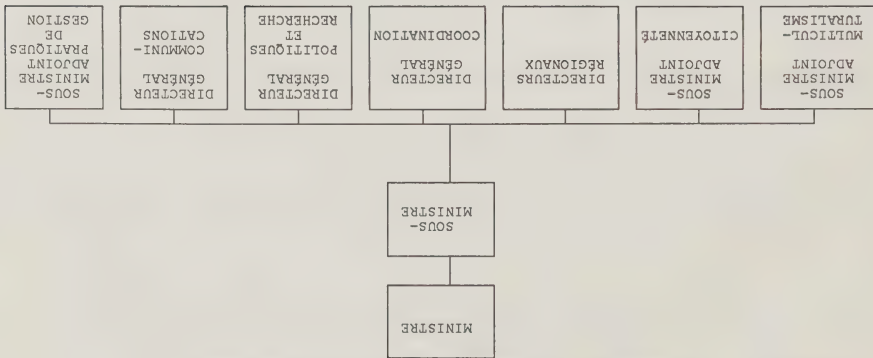 MINISTRE
SOUS-
MINISTRE
SOUS-
MINISTRE
ADJOINT
MULTICUL-
TURALISME
SOUS-
MINISTRE
ADJOINT
CITOYENNETÉ
DIRECTEURS
RÉGIONAUX
DIRECTEUR
GÉNÉRAL
COORDINATION
DIRECTEUR
GÉNÉRAL
POLITIQUES
ET
RECHERCHE
DIRECTEUR
GÉNÉRAL
COMMUNI-
CATIONS
SOUS-
MINISTRE
ADJOINT
PRATIQUES
DE
GESTION